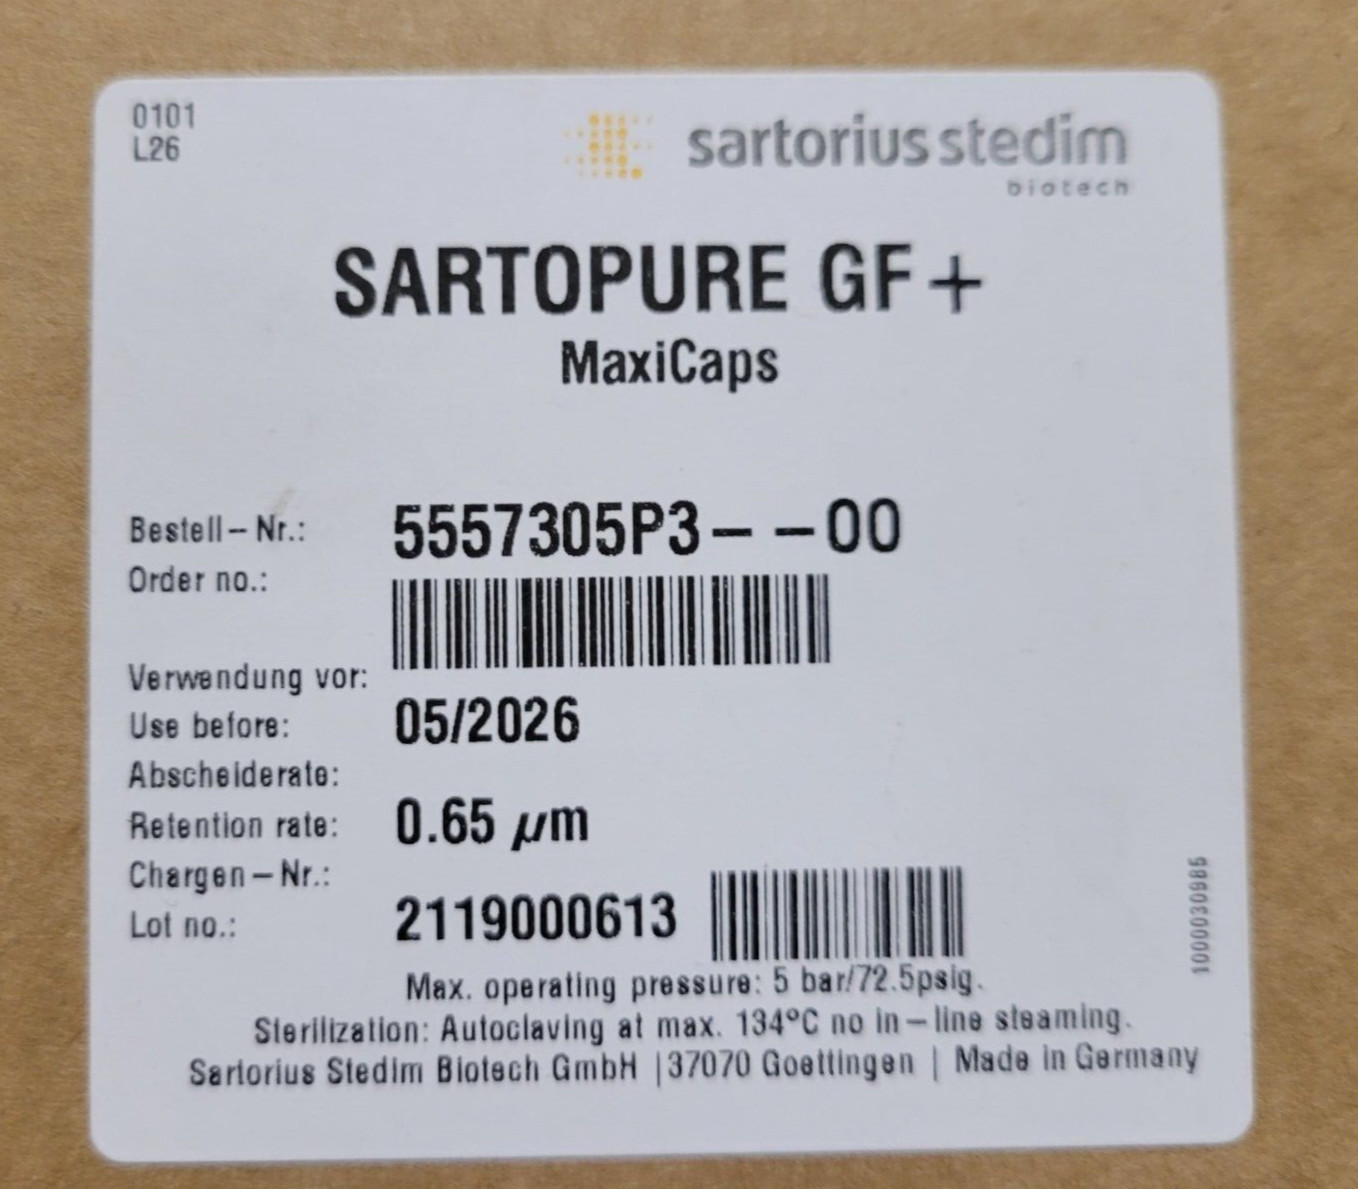 0101
L26
sartorius stedim
biotech
SARTOPURE GF+
MaxiCaps
Bestell-Nr.: 5557305P3- -00
Order no.:
Verwendung vor:
Use before: 05/2026
Abscheiderate:
Retention rate: 0.65 µm
Chargen-Nr.:
Lot no.: 2119000613
1000030985
Max. operating pressure: 5 bar/72.5psig.
Sterilization: Autoclaving at max. 134°C no in-line steaming.
Sartorius Stedim Biotech GmbH | 37070 Goettingen | Made in Germany